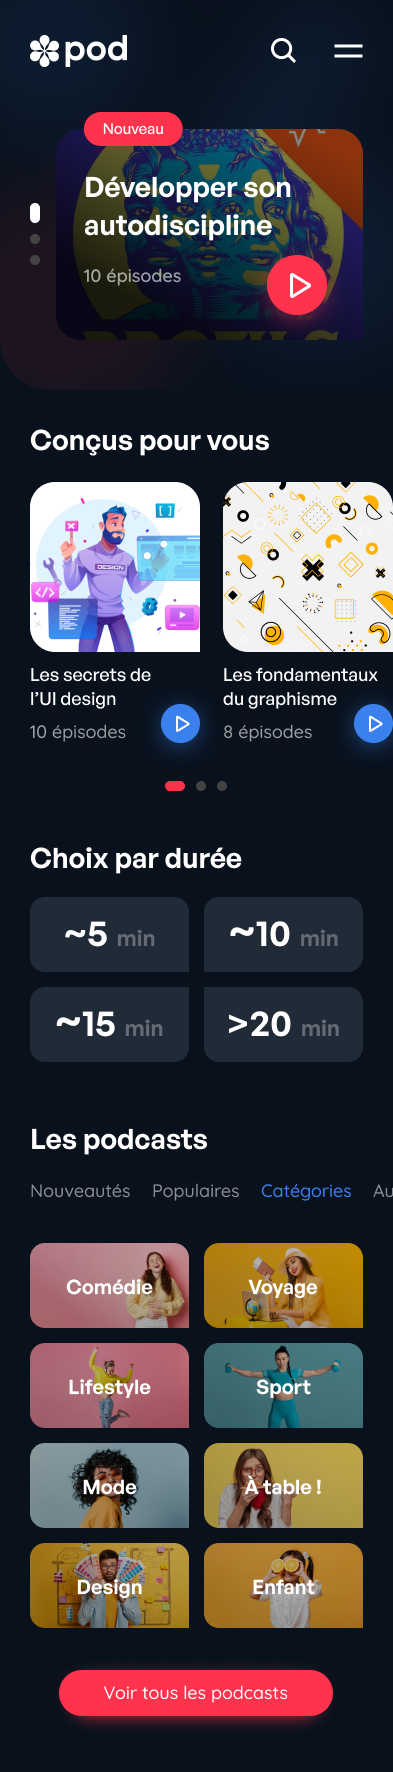 pod
Nouveau
Développer son
autodiscipline
10 épisodes
Conçus pour vous
DESIGN
Les secrets de
l'UI design
10 épisodes
Les fondamentaux
du graphisme
8 épisodes
Choix par durée
~5 min
~10 min
~15 min
>20 min
Les podcasts
Nouveautés Populaires Catégories Au
Comédie
Voyage
Lifestyle
Sport
Mode
À table !
Design
Enfant
Voir tous les podcasts